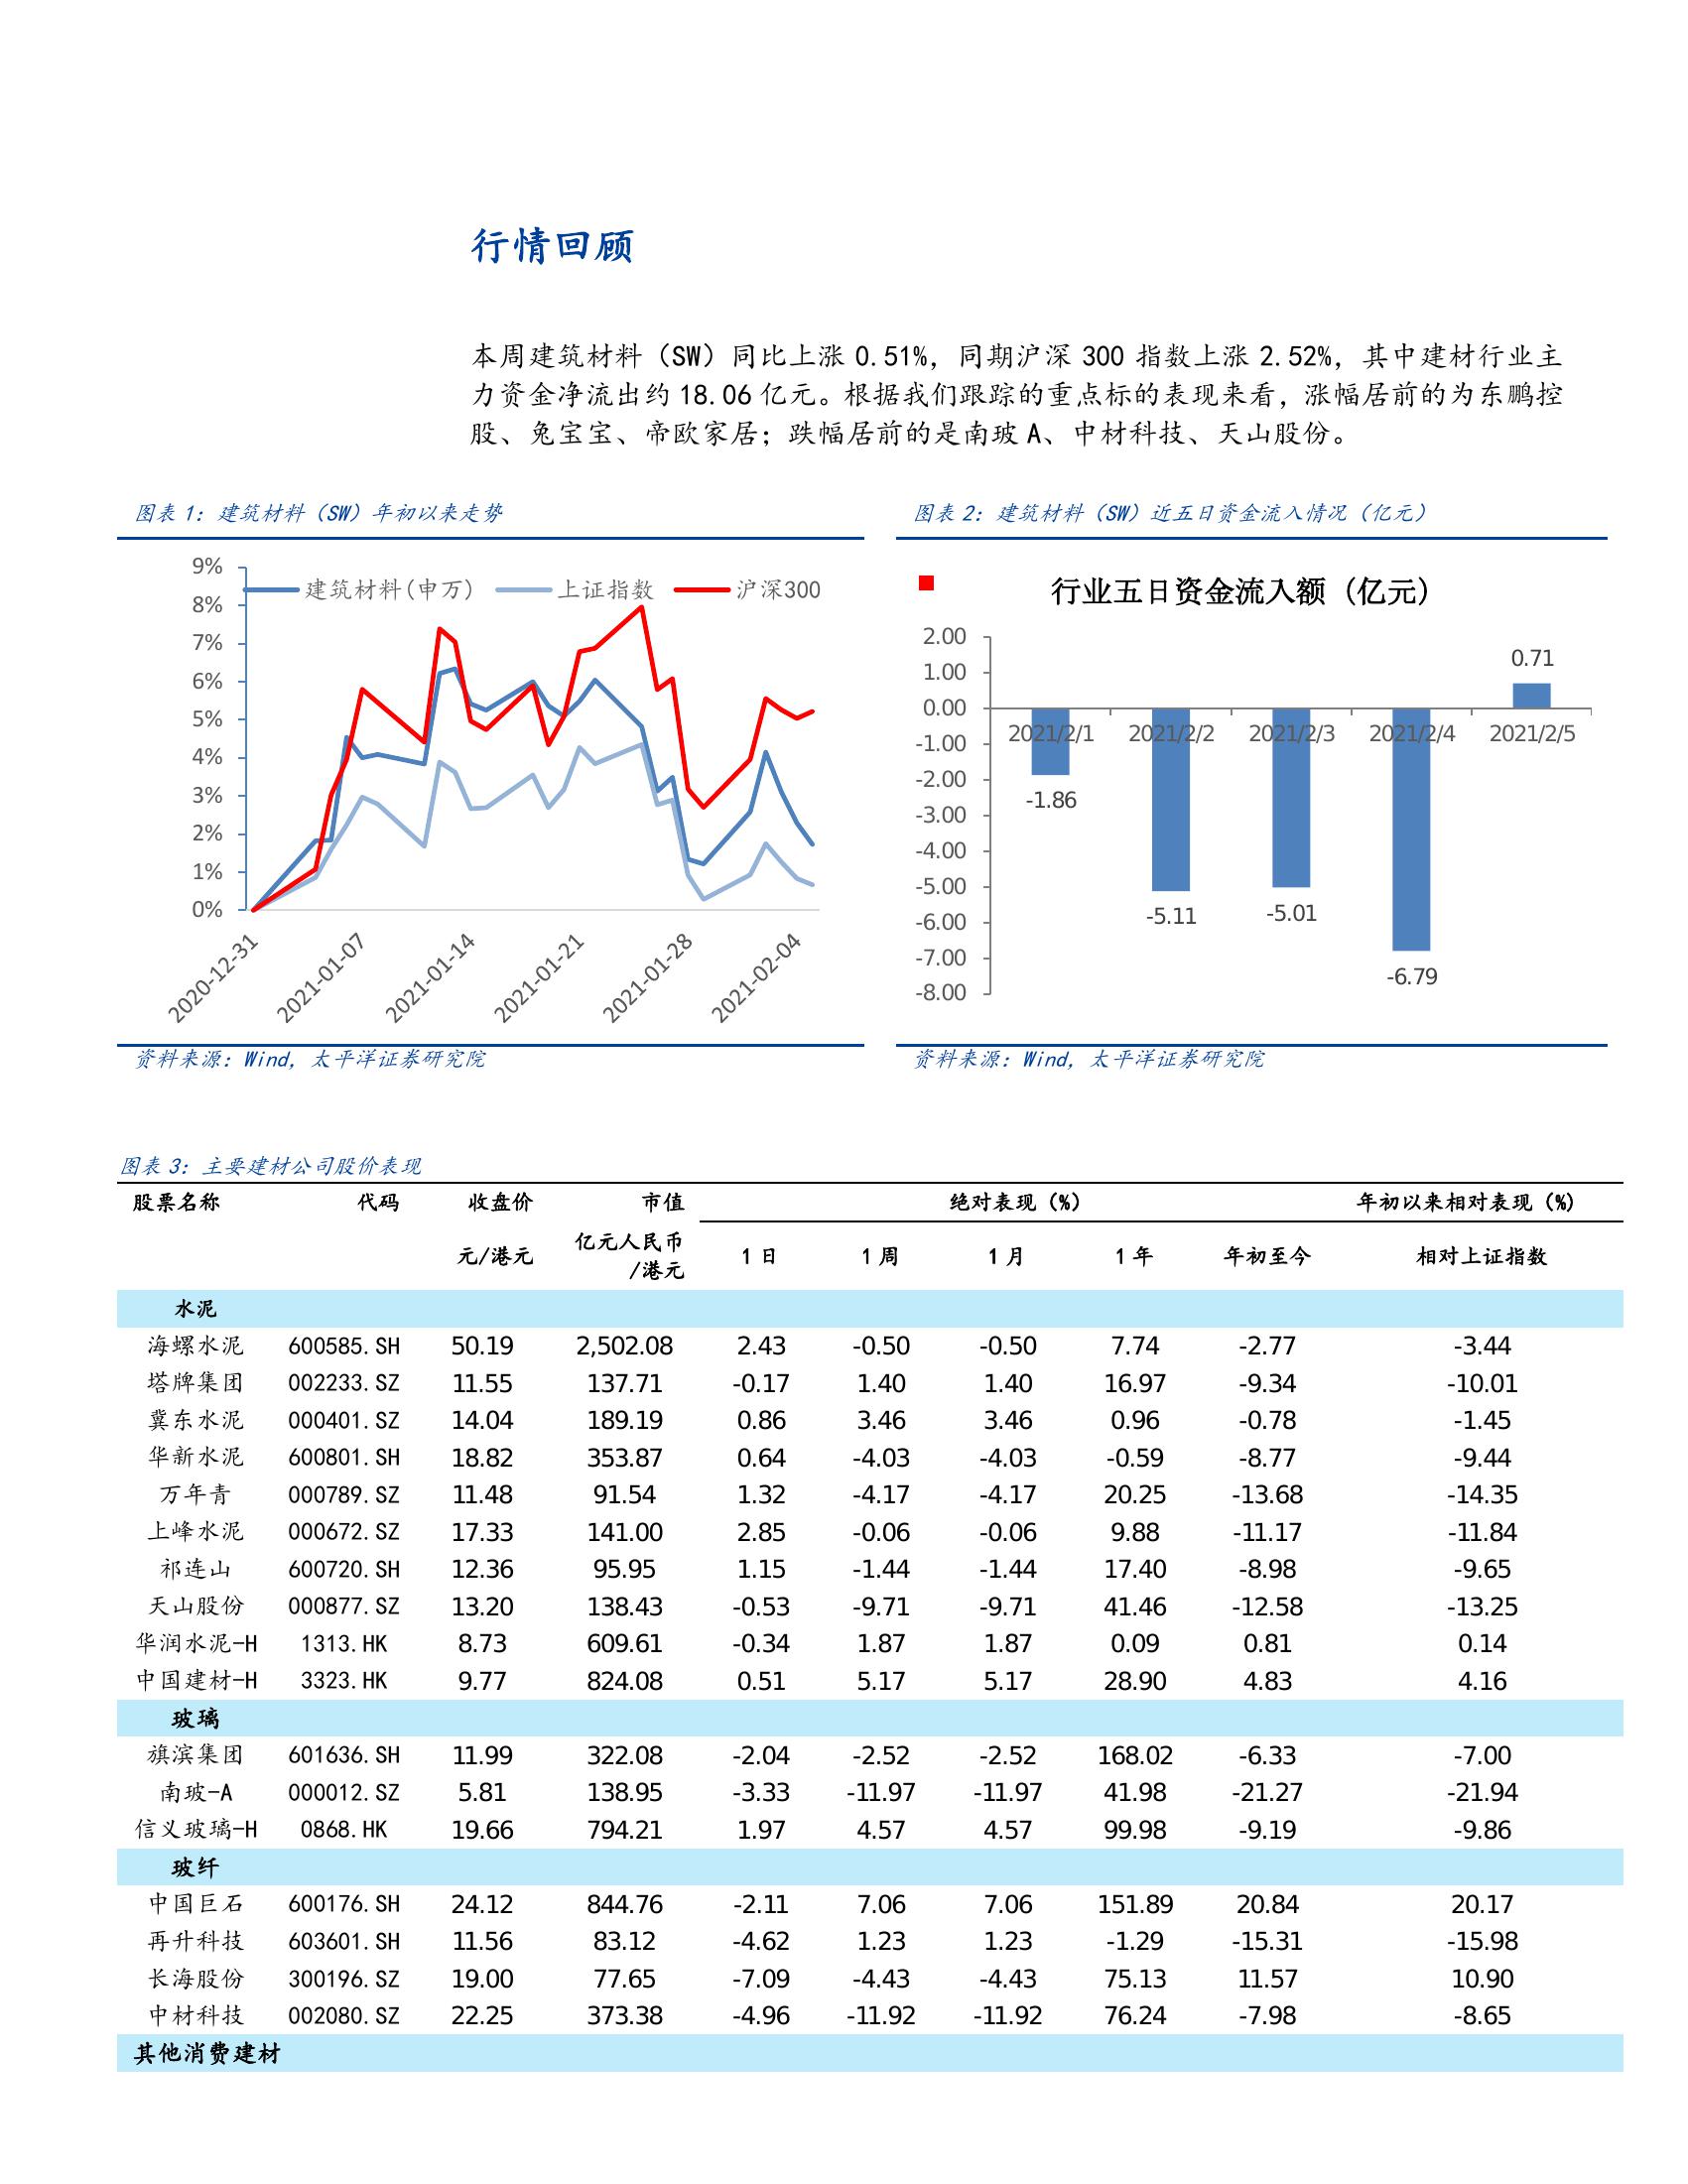 行情回顾
本周建筑材料（SW）同比上涨 0.51%，同期沪深 300 指数上涨 2.52%，其中建材行业主
力资金净流出约 18.06 亿元。根据我们跟踪的重点标的表现来看，涨幅居前的为东鹏控
股、兔宝宝、帝欧家居；跌幅居前的是南玻 A、中材科技、天山股份。
图表 1：建筑材料（SW）年初以来走势
9%
8%
7%
6%
5%
4%
3%
2%
1%
0%
建筑材料(申万) 上证指数 沪深300
2020-12-31 2021-01-07 2021-01-14 2021-01-21 2021-01-28 2021-02-04
资料来源：Wind，太平洋证券研究院
图表 2：建筑材料（SW）近五日资金流入情况（亿元）
行业五日资金流入额（亿元）
2.00
1.00
0.00
-1.00
-2.00
-3.00
-4.00
-5.00
-6.00
-7.00
-8.00
2021/2/1 2021/2/2 2021/2/3 2021/2/4 2021/2/5
-1.86 -5.11 -5.01 -6.79 0.71
资料来源：Wind，太平洋证券研究院
图表 3：主要建材公司股价表现
股票名称 代码 收盘价 市值 绝对表现（%） 年初以来相对表现（%）
元/港元 亿元人民币/港元 1 日 1 周 1 月 1 年 年初至今 相对上证指数
水泥
海螺水泥 600585.SH 50.19 2,502.08 2.43 -0.50 -0.50 7.74 -2.77 -3.44
塔牌集团 002233.SZ 11.55 137.71 -0.17 1.40 1.40 16.97 -9.34 -10.01
冀东水泥 000401.SZ 14.04 189.19 0.86 3.46 3.46 0.96 -0.78 -1.45
华新水泥 600801.SH 18.82 353.87 0.64 -4.03 -4.03 -0.59 -8.77 -9.44
万年青 000789.SZ 11.48 91.54 1.32 -4.17 -4.17 20.25 -13.68 -14.35
上峰水泥 000672.SZ 17.33 141.00 2.85 -0.06 -0.06 9.88 -11.17 -11.84
祁连山 600720.SH 12.36 95.95 1.15 -1.44 -1.44 17.40 -8.98 -9.65
天山股份 000877.SZ 13.20 138.43 -0.53 -9.71 -9.71 41.46 -12.58 -13.25
华润水泥-H 1313.HK 8.73 609.61 -0.34 1.87 1.87 0.09 0.81 0.14
中国建材-H 3323.HK 9.77 824.08 0.51 5.17 5.17 28.90 4.83 4.16
玻璃
旗滨集团 601636.SH 11.99 322.08 -2.04 -2.52 -2.52 168.02 -6.33 -7.00
南玻-A 000012.SZ 5.81 138.95 -3.33 -11.97 -11.97 41.98 -21.27 -21.94
信义玻璃-H 0868.HK 19.66 794.21 1.97 4.57 4.57 99.98 -9.19 -9.86
玻纤
中国巨石 600176.SH 24.12 844.76 -2.11 7.06 7.06 151.89 20.84 20.17
再升科技 603601.SH 11.56 83.12 -4.62 1.23 1.23 -1.29 -15.31 -15.98
长海股份 300196.SZ 19.00 77.65 -7.09 -4.43 -4.43 75.13 11.57 10.90
中材科技 002080.SZ 22.25 373.38 -4.96 -11.92 -11.92 76.24 -7.98 -8.65
其他消费建材